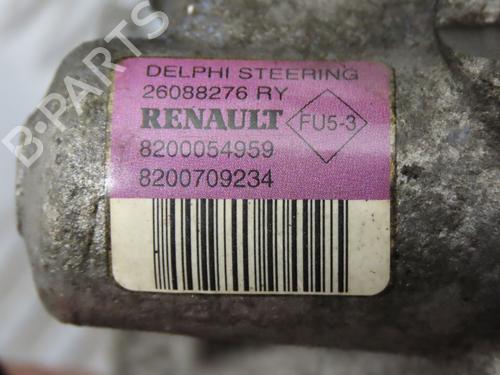 DELPHI STEERING
26088276 RY
RENAULT FU5-3
8200054959
8200709234
B-PARTS